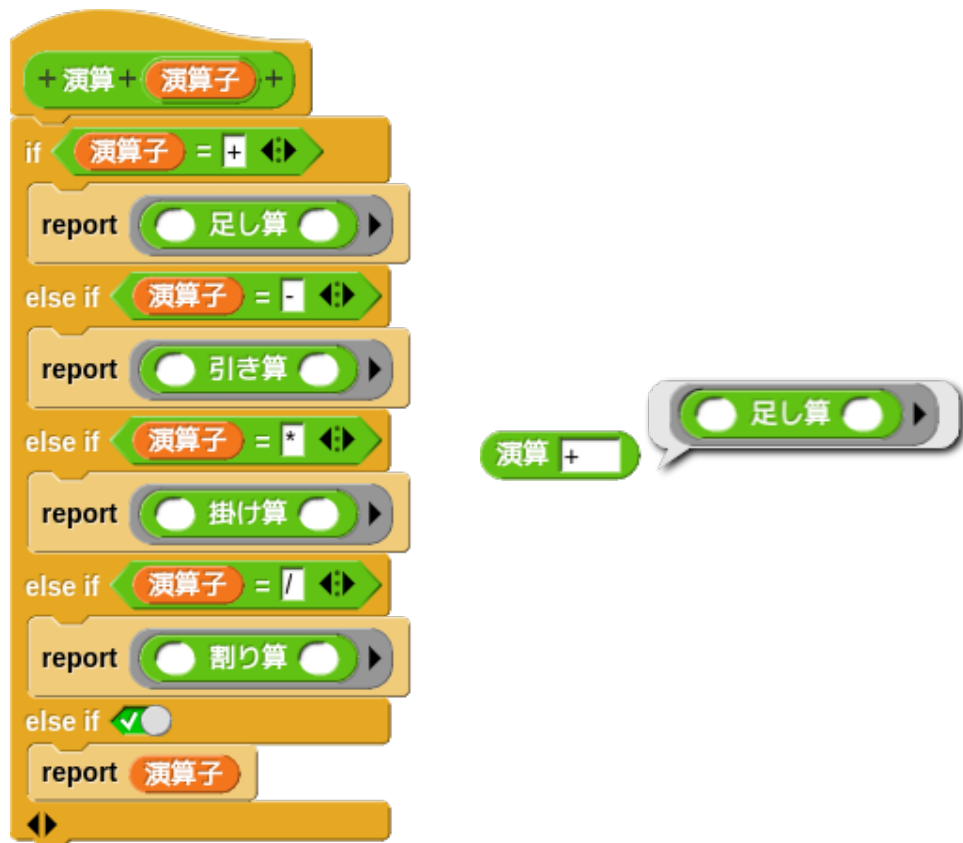 + 演算 + 演算子 +
if 演算子 = +
report 足し算
else if 演算子 = -
report 引き算
else if 演算子 = *
report 掛け算
else if 演算子 = /
report 割り算
else if
report 演算子
演算 +
足し算